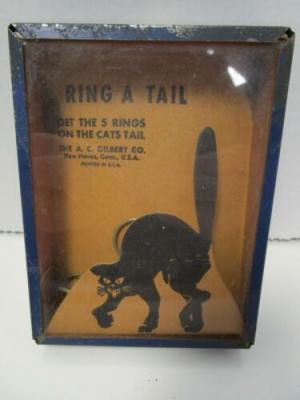 RING A TAIL
GET THE 5 RINGS
ON THE CATS TAIL
THE A. C. GILBERT CO.
New Haven, Conn., U.S.A.
PRINTED IN U.S.A.